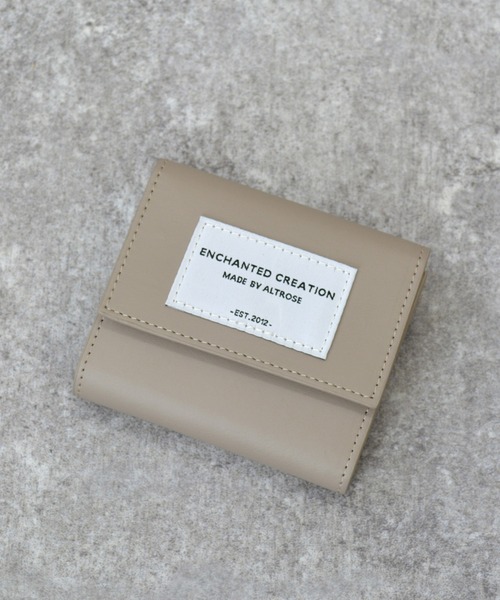 ENCHANTED CREATION
MADE BY ALTROSE
-EST.2012-